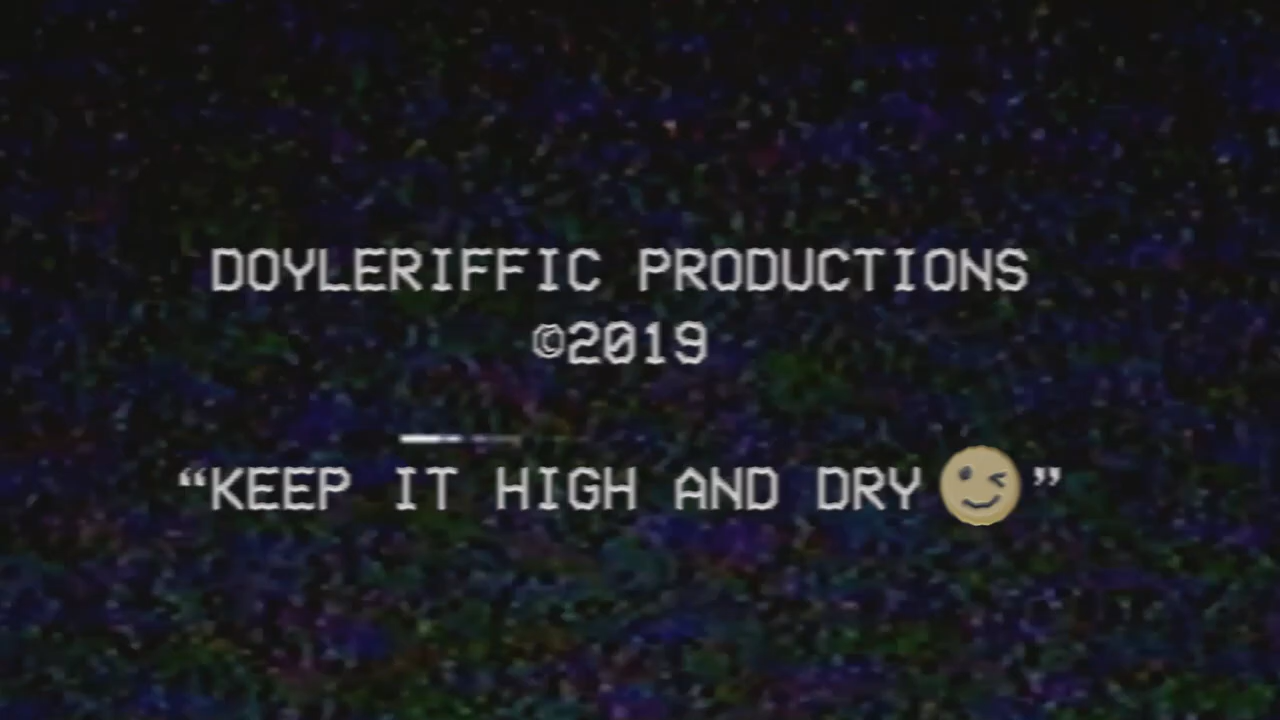 DOYLERIFFIC PRODUCTIONS
©2019
“KEEP IT HIGH AND DRY😉”